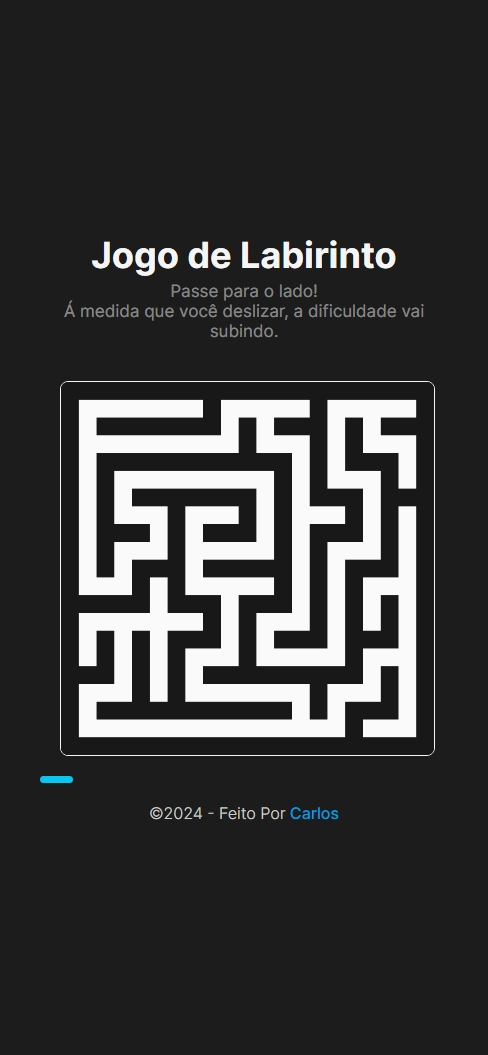 Jogo de Labirinto
Passe para o lado!
Á medida que você deslizar, a dificuldade vai
subindo.
©2024 - Feito Por Carlos